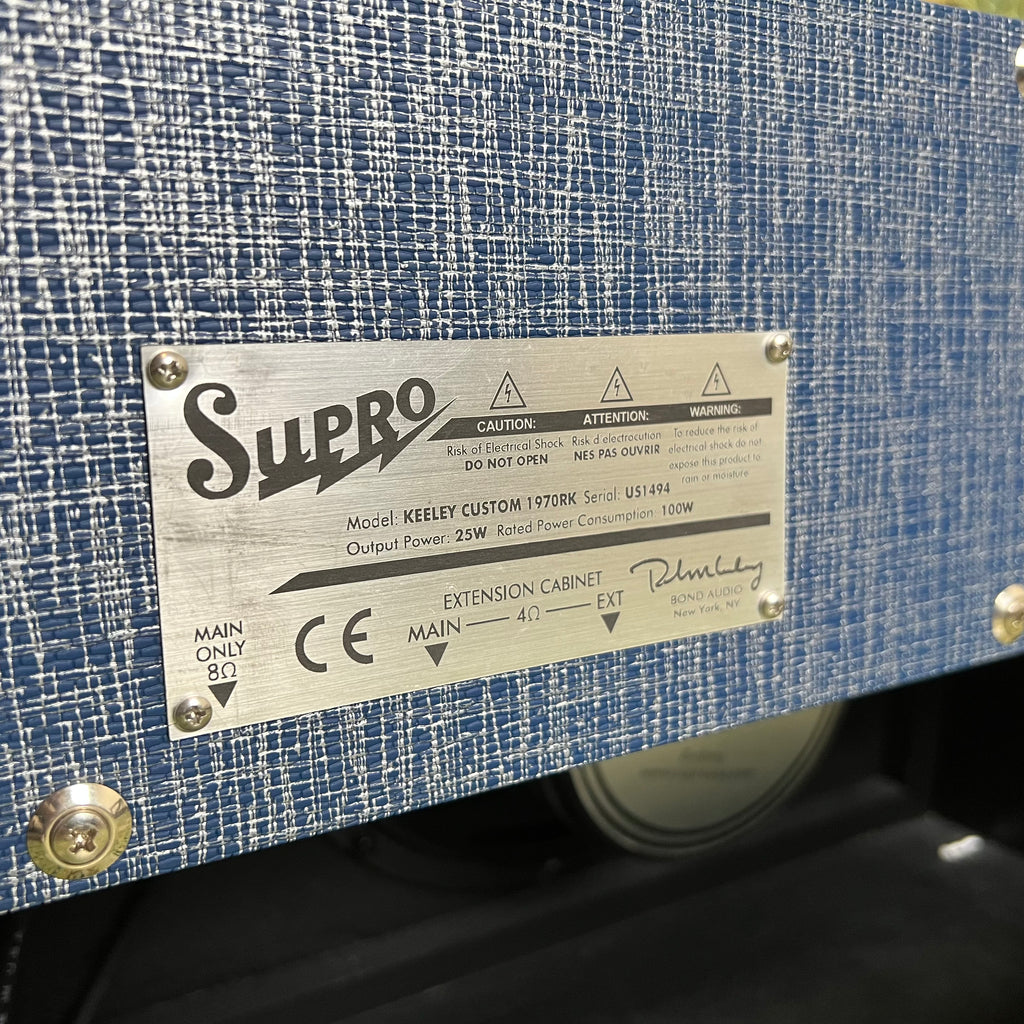 SUPRO
CAUTION:
Risk of Electrical Shock
DO NOT OPEN
ATTENTION:
Risk d electrocution
NES PAS OUVRIR
WARNING:
To reduce the risk of
electrical shock do not
expose this product to
rain or moisture
Model: KEELEY CUSTOM 1970RK Serial: US1494
Output Power: 25W Rated Power Consumption: 100W
MAIN
ONLY
8Ω
CE
EXTENSION CABINET
MAIN 4Ω EXT
BOND AUDIO
New York, NY